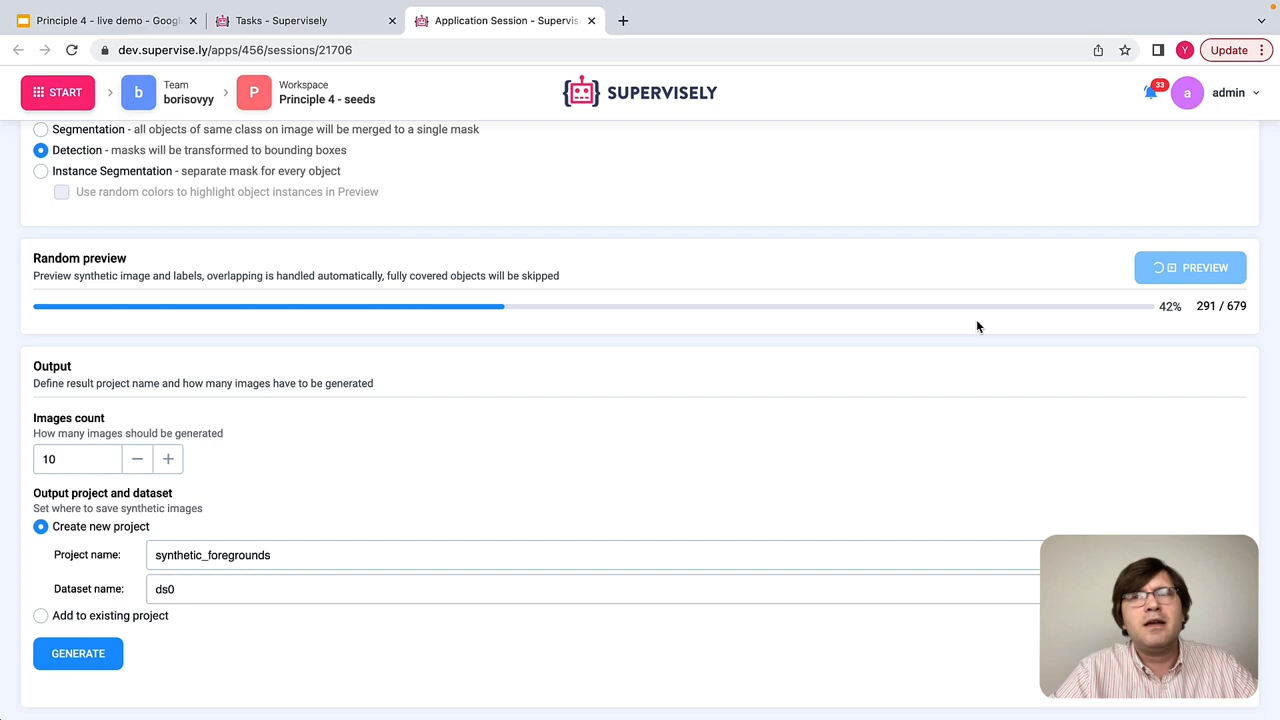 Principle 4 - live demo - Googl
Tasks - Supervisely
Application Session - Supervis
dev.supervise.ly/apps/456/sessions/21706
Y
Update
START
b
Team
borisovyy
P
Workspace
Principle 4 - seeds
SUPERVISELY
33
a
admin
Segmentation - all objects of same class on image will be merged to a single mask
Detection - masks will be transformed to bounding boxes
Instance Segmentation - separate mask for every object
Use random colors to highlight object instances in Preview
Random preview
Preview synthetic image and labels, overlapping is handled automatically, fully covered objects will be skipped
PREVIEW
42% 291 / 679
Output
Define result project name and how many images have to be generated
Images count
How many images should be generated
10
Output project and dataset
Set where to save synthetic images
Create new project
Project name: synthetic_foregrounds
Dataset name: ds0
Add to existing project
GENERATE